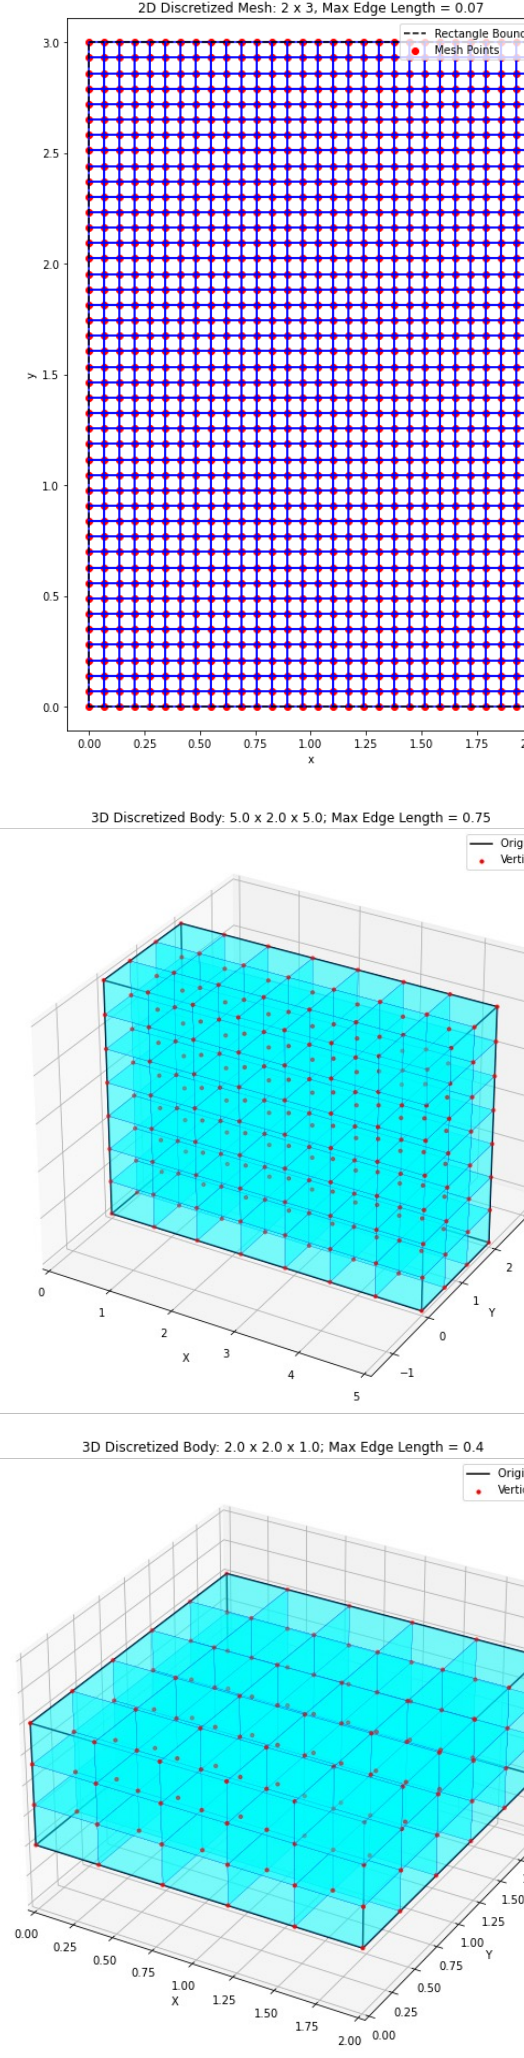 2D Discretized Mesh: 2 x 3, Max Edge Length = 0.07
Rectangle Bound
Mesh Points
3.0
2.5
2.0
1.5
1.0
0.5
0.0
y
0.00 0.25 0.50 0.75 1.00 1.25 1.50 1.75 2
x
3D Discretized Body: 5.0 x 2.0 x 5.0; Max Edge Length = 0.75
Origi
Verti
0 1 2 3 4 5
X
−1 0 1 2
Y
3D Discretized Body: 2.0 x 2.0 x 1.0; Max Edge Length = 0.4
Origi
Verti
0.00 0.25 0.50 0.75 1.00 1.25 1.50 1.75 2.00
X
0.00 0.25 0.50 0.75 1.00 1.25 1.50
Y